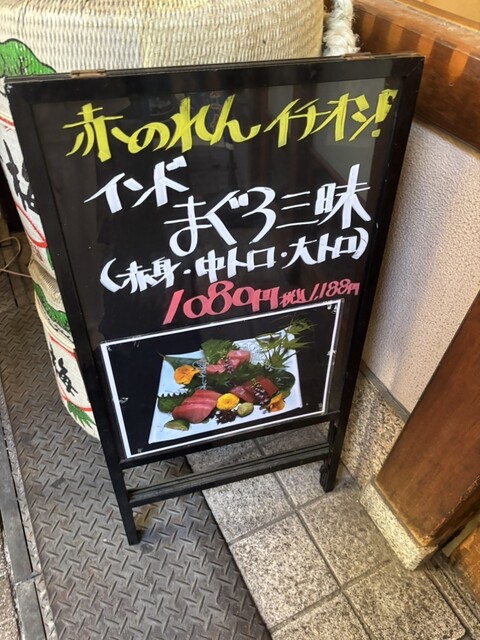 赤のれんイチオシ!
インド
まぐろ三昧
(赤身・中トロ・大トロ)
1080円税込1,188円